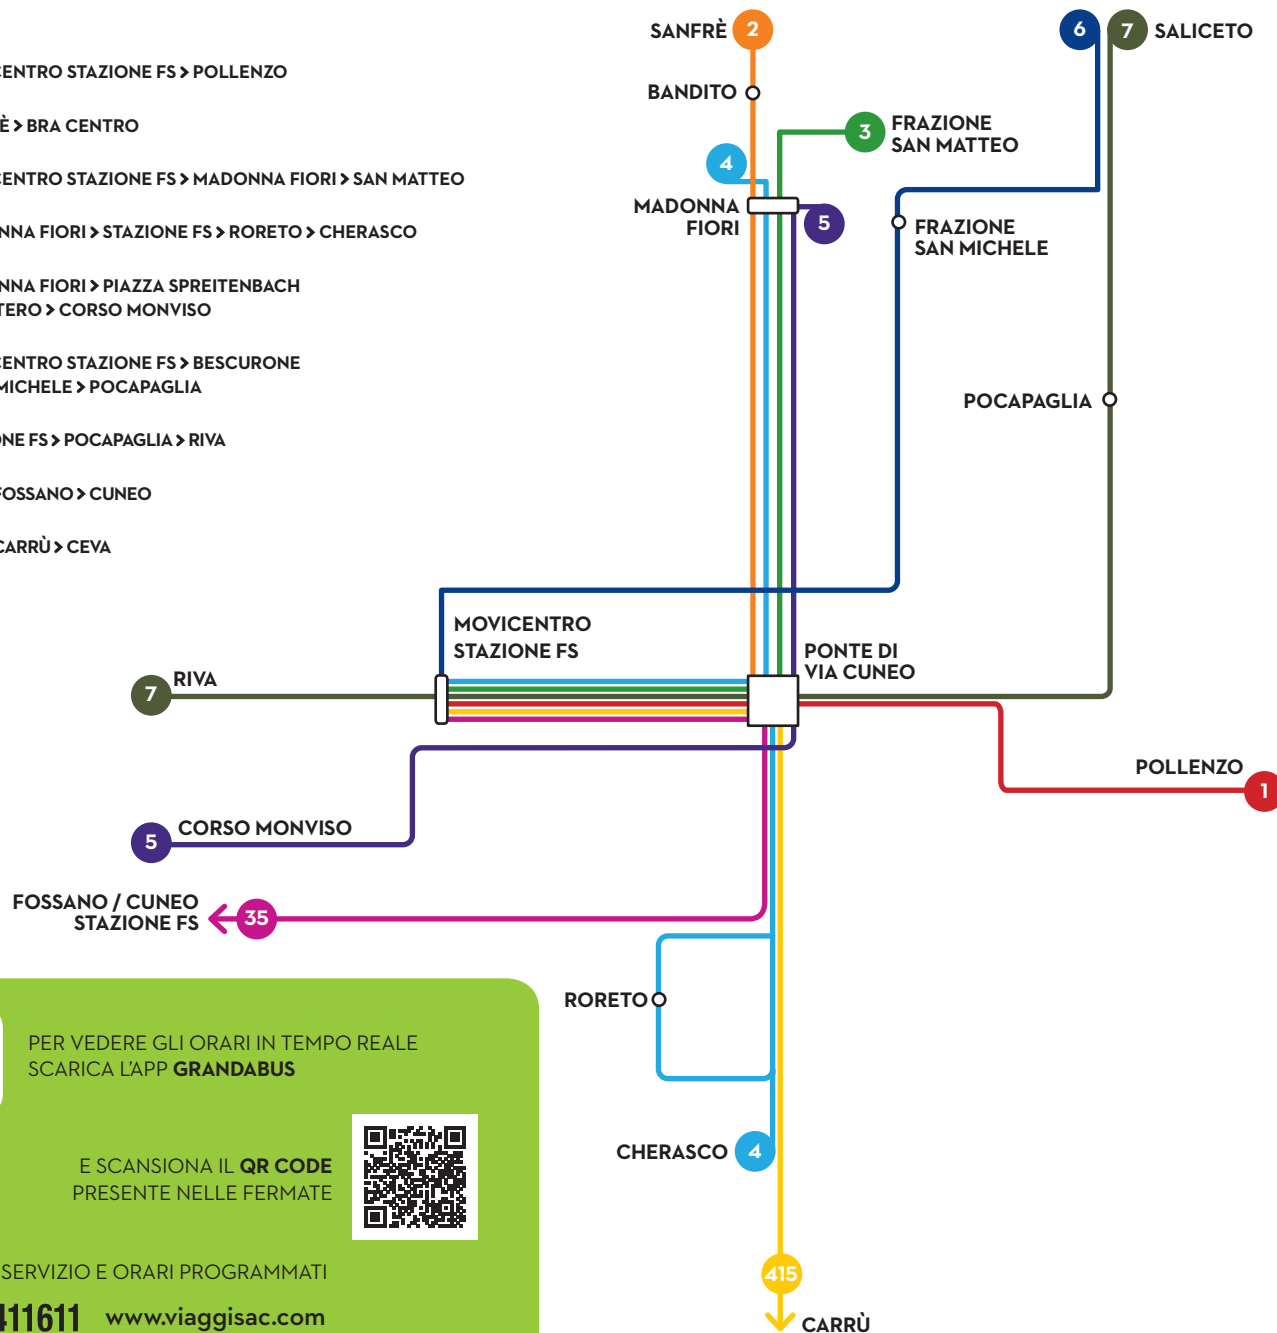 CENTRO STAZIONE FS > POLLENZO
È > BRA CENTRO
CENTRO STAZIONE FS > MADONNA FIORI > SAN MATTEO
NNA FIORI > STAZIONE FS > RORETO > CHERASCO
NNA FIORI > PIAZZA SPREITENBACH
TERO > CORSO MONVISO
CENTRO STAZIONE FS > BESCURONE
MICHELE > POCAPAGLIA
NE FS > POCAPAGLIA > RIVA
FOSSANO > CUNEO
CARRÙ > CEVA
SANFRÈ 2
6 7 SALICETO
BANDITO
3 FRAZIONE
SAN MATTEO
4
MADONNA
FIORI
5
FRAZIONE
SAN MICHELE
POCAPAGLIA
MOVICENTRO
STAZIONE FS
PONTE DI
VIA CUNEO
7 RIVA
POLLENZO
1
5 CORSO MONVISO
FOSSANO / CUNEO
STAZIONE FS
35
RORETO
CHERASCO 4
415
CARRÙ
PER VEDERE GLI ORARI IN TEMPO REALE
SCARICA L'APP GRANDABUS
E SCANSIONA IL QR CODE
PRESENTE NELLE FERMATE
SERVIZIO E ORARI PROGRAMMATI
411611 www.viaggisac.com